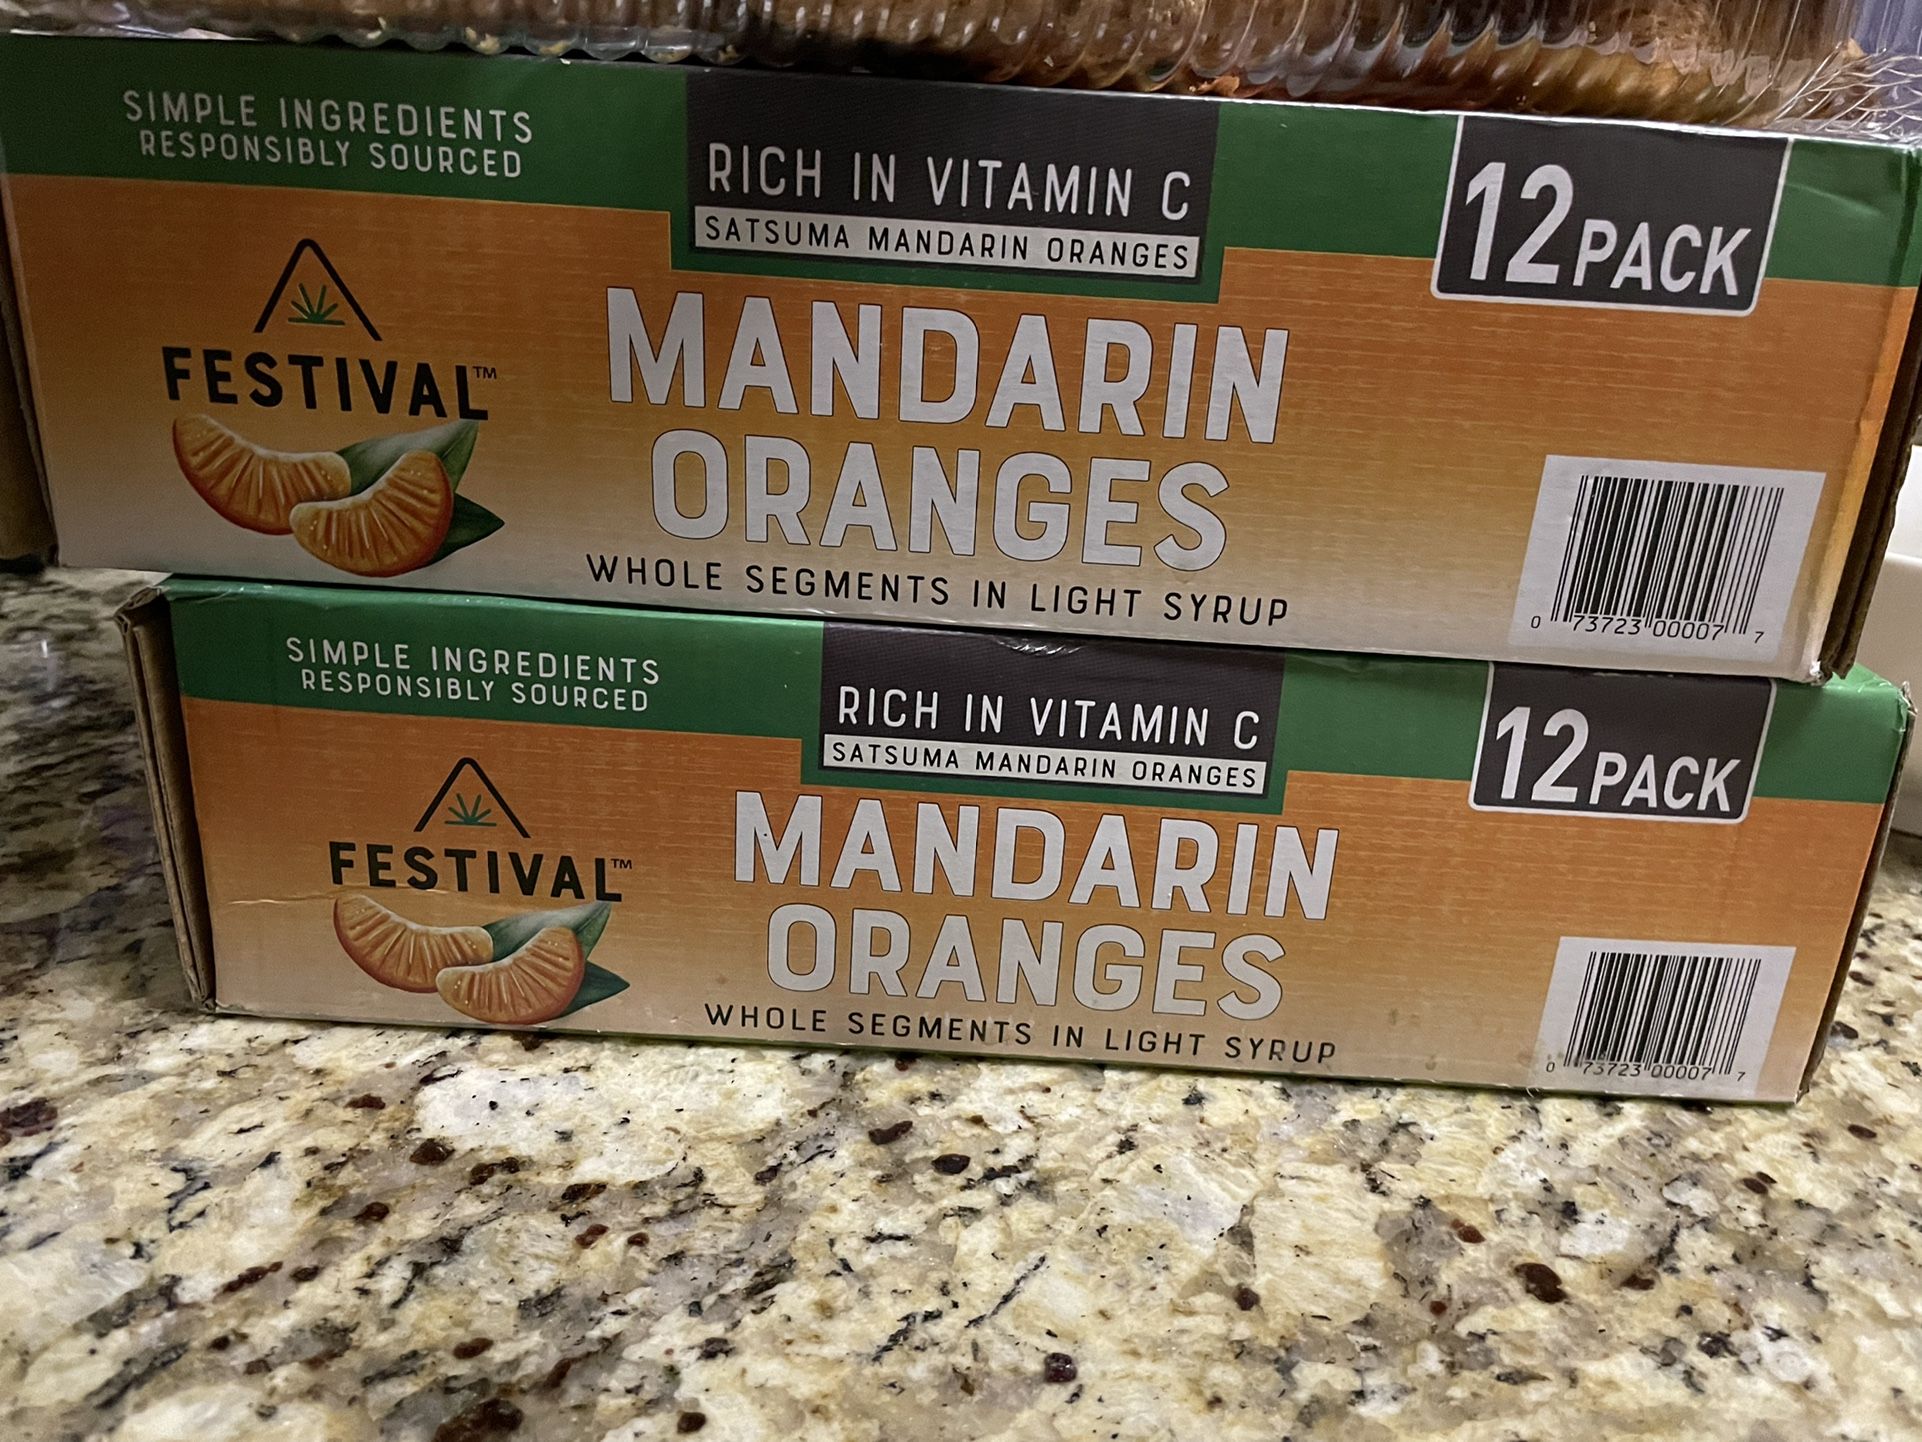 SIMPLE INGREDIENTS
RESPONSIBLY SOURCED
RICH IN VITAMIN C
SATSUMA MANDARIN ORANGES
12 PACK
FESTIVAL™
MANDARIN
ORANGES
WHOLE SEGMENTS IN LIGHT SYRUP
0 73723 00007 7
SIMPLE INGREDIENTS
RESPONSIBLY SOURCED
RICH IN VITAMIN C
SATSUMA MANDARIN ORANGES
12 PACK
FESTIVAL™
MANDARIN
ORANGES
WHOLE SEGMENTS IN LIGHT SYRUP
0 73723 00007 7